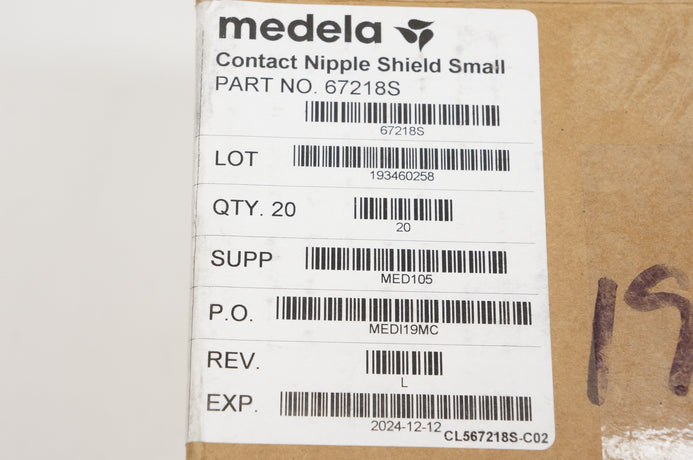 medela
Contact Nipple Shield Small
PART NO. 67218S
67218S
LOT
193460258
QTY. 20
20
SUPP
MED105
P.O.
MEDI19MC
REV.
L
EXP.
2024-12-12
CL567218S-C02
19